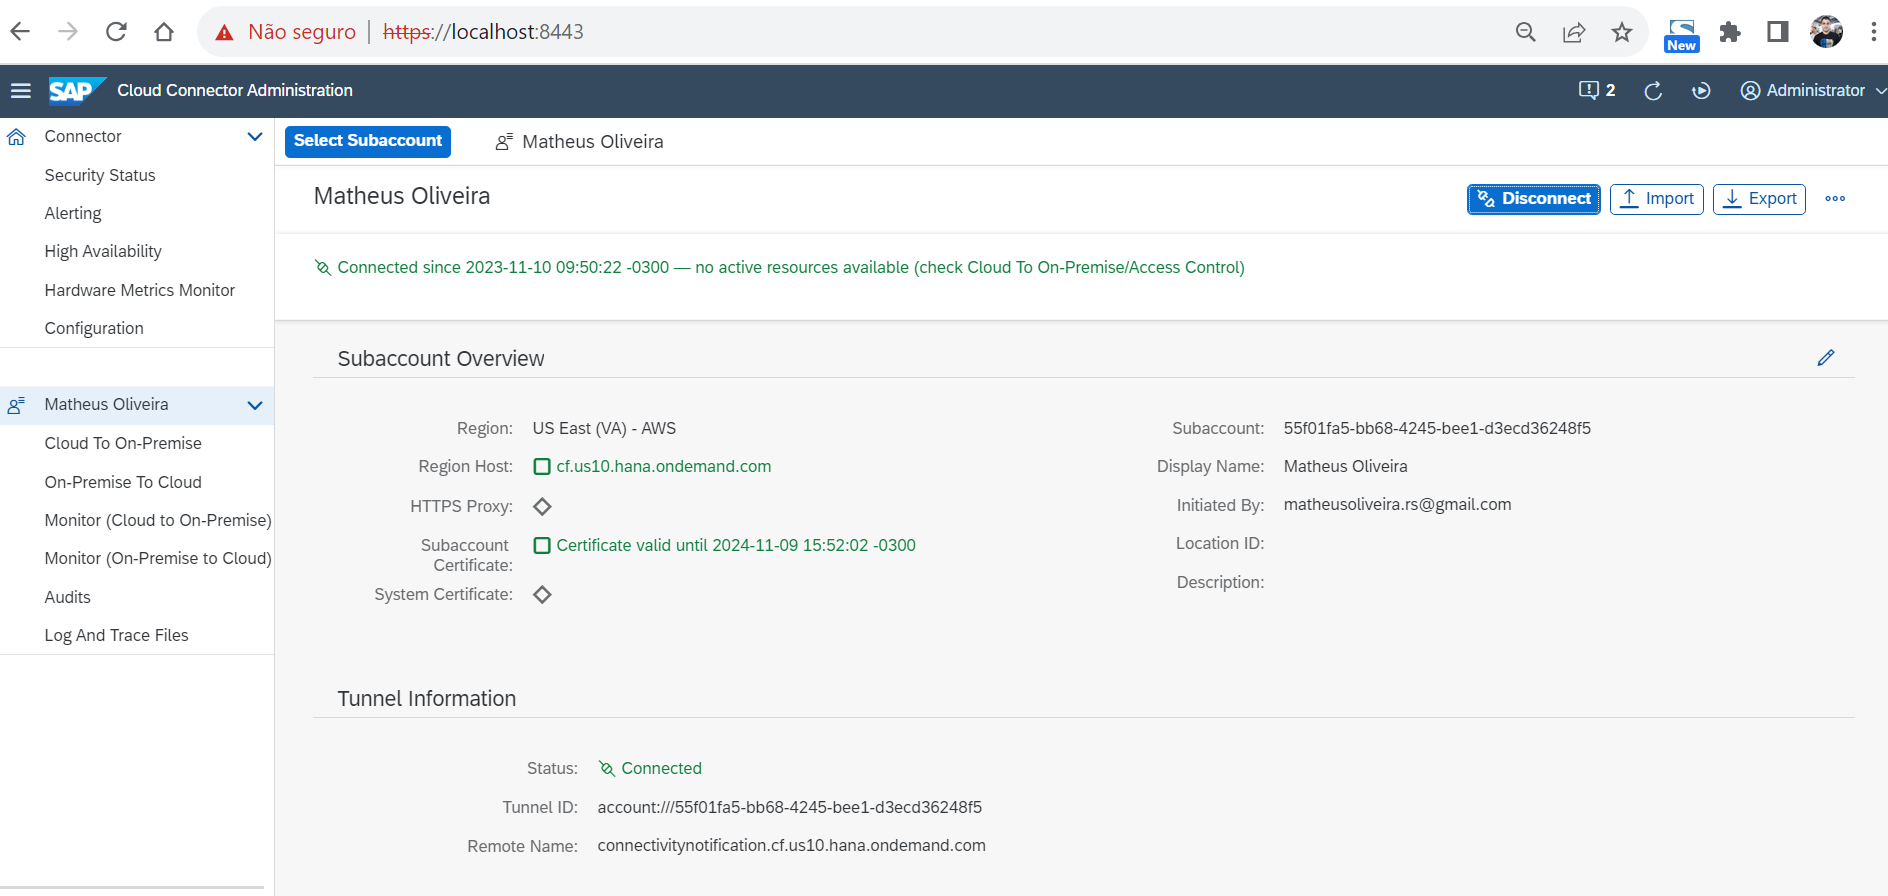 Não seguro | https://localhost:8443
New
SAP Cloud Connector Administration
2
Administrator
Connector
Security Status
Alerting
High Availability
Hardware Metrics Monitor
Configuration
Matheus Oliveira
Cloud To On-Premise
On-Premise To Cloud
Monitor (Cloud to On-Premise)
Monitor (On-Premise to Cloud)
Audits
Log And Trace Files
Select Subaccount
Matheus Oliveira
Matheus Oliveira
Disconnect
Import
Export
Connected since 2023-11-10 09:50:22 -0300 — no active resources available (check Cloud To On-Premise/Access Control)
Subaccount Overview
Region: US East (VA) - AWS
Region Host: cf.us10.hana.ondemand.com
HTTPS Proxy:
Subaccount Certificate: Certificate valid until 2024-11-09 15:52:02 -0300
System Certificate:
Subaccount: 55f01fa5-bb68-4245-bee1-d3ecd36248f5
Display Name: Matheus Oliveira
Initiated By: matheusoliveira.rs@gmail.com
Location ID:
Description:
Tunnel Information
Status: Connected
Tunnel ID: account:///55f01fa5-bb68-4245-bee1-d3ecd36248f5
Remote Name: connectivitynotification.cf.us10.hana.ondemand.com